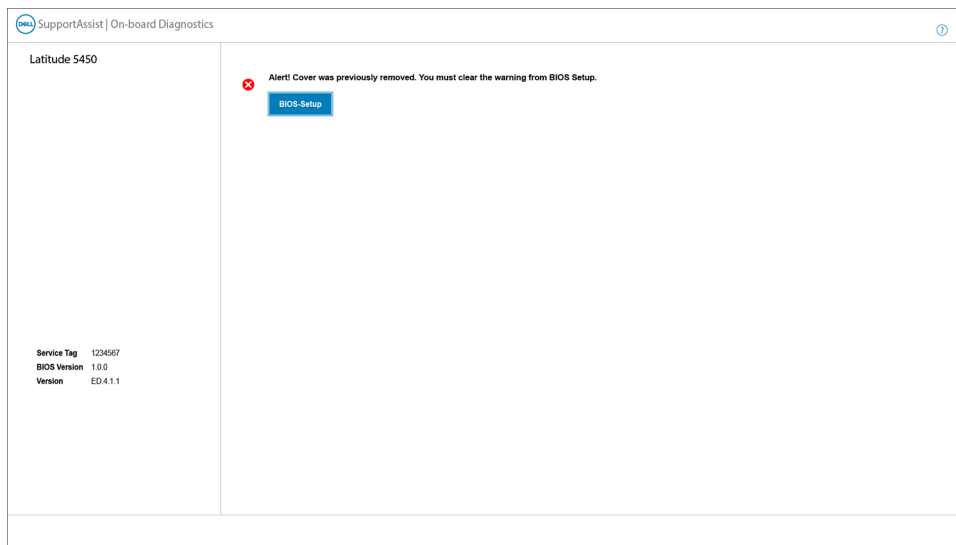 DELL SupportAssist | On-board Diagnostics
?
Latitude 5450
Alert! Cover was previously removed. You must clear the warning from BIOS Setup.
BIOS-Setup
Service Tag 1234567
BIOS Version 1.0.0
Version ED.4.1.1